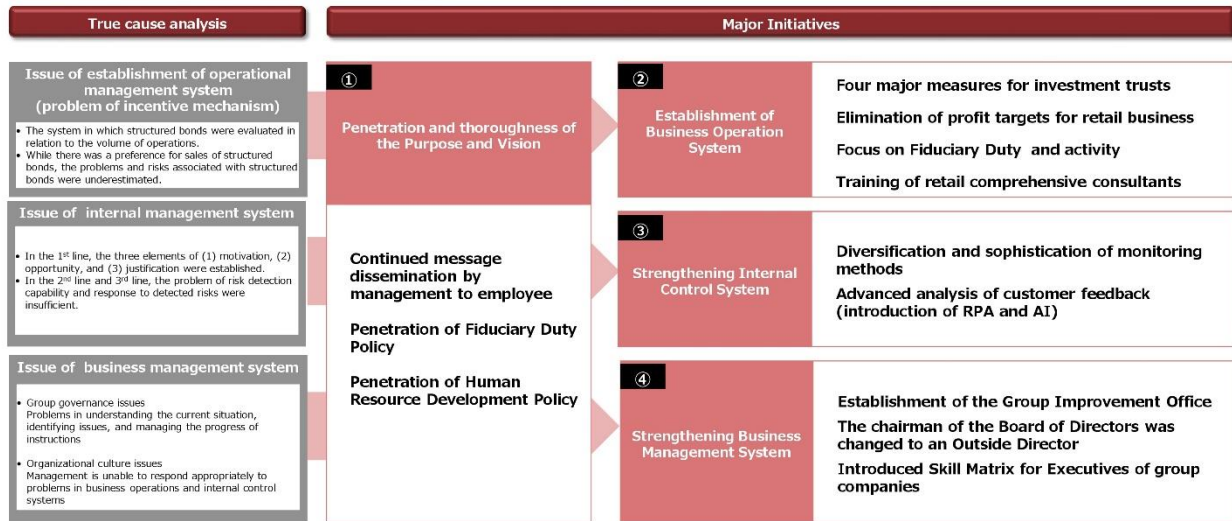 True cause analysis
Major Initiatives
Issue of establishment of operational
management system
(problem of incentive mechanism)
• The system in which structured bonds were evaluated in
relation to the volume of operations.
• While there was a preference for sales of structured
bonds, the problems and risks associated with structured
bonds were underestimated.
Issue of internal management system
• In the 1st line, the three elements of (1) motivation, (2)
opportunity, and (3) justification were established.
• In the 2nd line and 3rd line, the problem of risk detection
capability and response to detected risks were
insufficient.
Issue of business management system
• Group governance issues
Problems in understanding the current situation,
identifying issues, and managing the progress of
instructions
• Organizational culture issues
Management is unable to respond appropriately to
problems in business operations and internal control
systems
①
Penetration and thoroughness of
the Purpose and Vision
Continued message
dissemination by
management to employee
Penetration of Fiduciary Duty
Policy
Penetration of Human
Resource Development Policy
②
Establishment of
Business Operation
System
Four major measures for investment trusts
Elimination of profit targets for retail business
Focus on Fiduciary Duty and activity
Training of retail comprehensive consultants
③
Strengthening Internal
Control System
Diversification and sophistication of monitoring
methods
Advanced analysis of customer feedback
(introduction of RPA and AI)
④
Strengthening Business
Management System
Establishment of the Group Improvement Office
The chairman of the Board of Directors was
changed to an Outside Director
Introduced Skill Matrix for Executives of group
companies